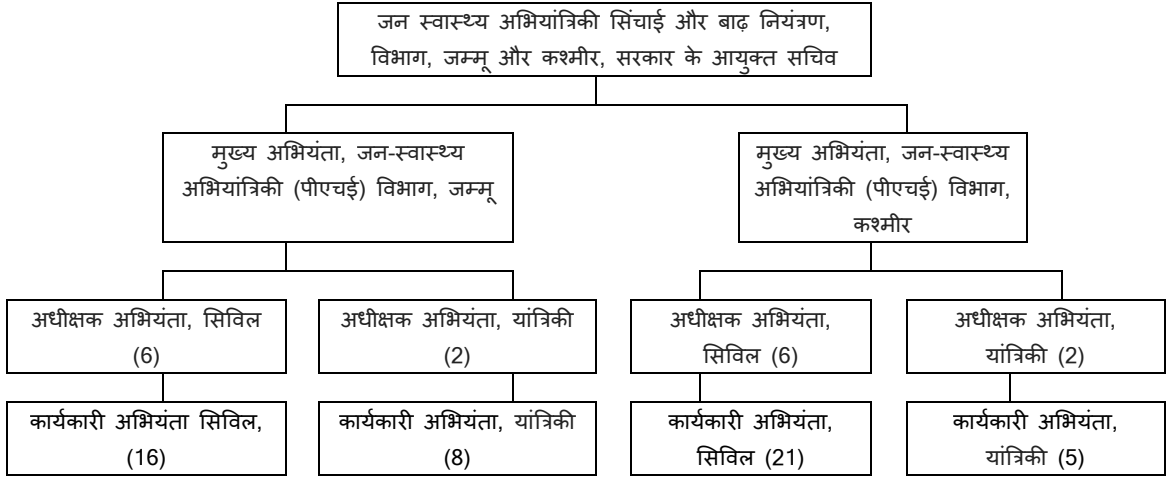 जन स्वास्थ्य अभियांत्रिकी सिंचाई और बाढ़ नियंत्रण,
विभाग, जम्मू और कश्मीर, सरकार के आयुक्त सचिव
मुख्य अभियंता, जन-स्वास्थ्य
अभियांत्रिकी (पीएचई) विभाग, जम्मू
मुख्य अभियंता, जन-स्वास्थ्य
अभियांत्रिकी (पीएचई) विभाग,
कश्मीर
अधीक्षक अभियंता, सिविल
(6)
अधीक्षक अभियंता, यांत्रिकी
(2)
अधीक्षक अभियंता,
सिविल (6)
अधीक्षक अभियंता,
यांत्रिकी (2)
कार्यकारी अभियंता सिविल,
(16)
कार्यकारी अभियंता, यांत्रिकी
(8)
कार्यकारी अभियंता,
सिविल (21)
कार्यकारी अभियंता,
यांत्रिकी (5)